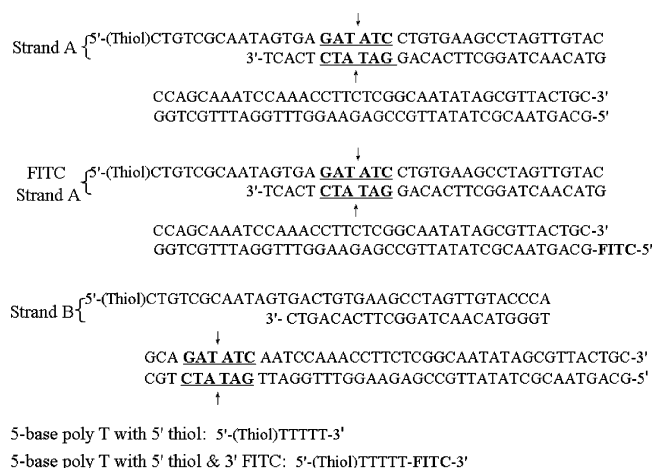 5'-(Thiol)CTGTCGCAATAGTGA GAT ATC CTGTGAAGCCTAGTTGTAC
Strand A
3'-TCACT CTA TAG GACACTTCGGATCAACATG
CCAGCAAATCCAAACCTTCTCGGCAATATAGCGTTACTGC-3'
GGTCGTTTAGGTTTGGAAGAGCCGTTATATCGCAATGACG-5'
5'-(Thiol)CTGTCGCAATAGTGA GAT ATC CTGTGAAGCCTAGTTGTAC
FITC
Strand A
3'-TCACT CTA TAG GACACTTCGGATCAACATG
CCAGCAAATCCAAACCTTCTCGGCAATATAGCGTTACTGC-3'
GGTCGTTTAGGTTTGGAAGAGCCGTTATATCGCAATGACG-FITC-5'
5'-(Thiol)CTGTCGCAATAGTGACTGTGAAGCCTAGTTGTACCCA
Strand B
3'- CTGACACTTCGGATCAACATGGGT
GCA GAT ATC AATCCAAACCTTCTCGGCAATATAGCGTTACTGC-3'
CGT CTA TAG TTAGGTTTGGAAGAGCCGTTATATCGCAATGACG-5'
5-base poly T with 5' thiol: 5'-(Thiol)TTTTT-3'
5-base poly T with 5' thiol & 3' FITC: 5'-(Thiol)TTTTT-FITC-3'